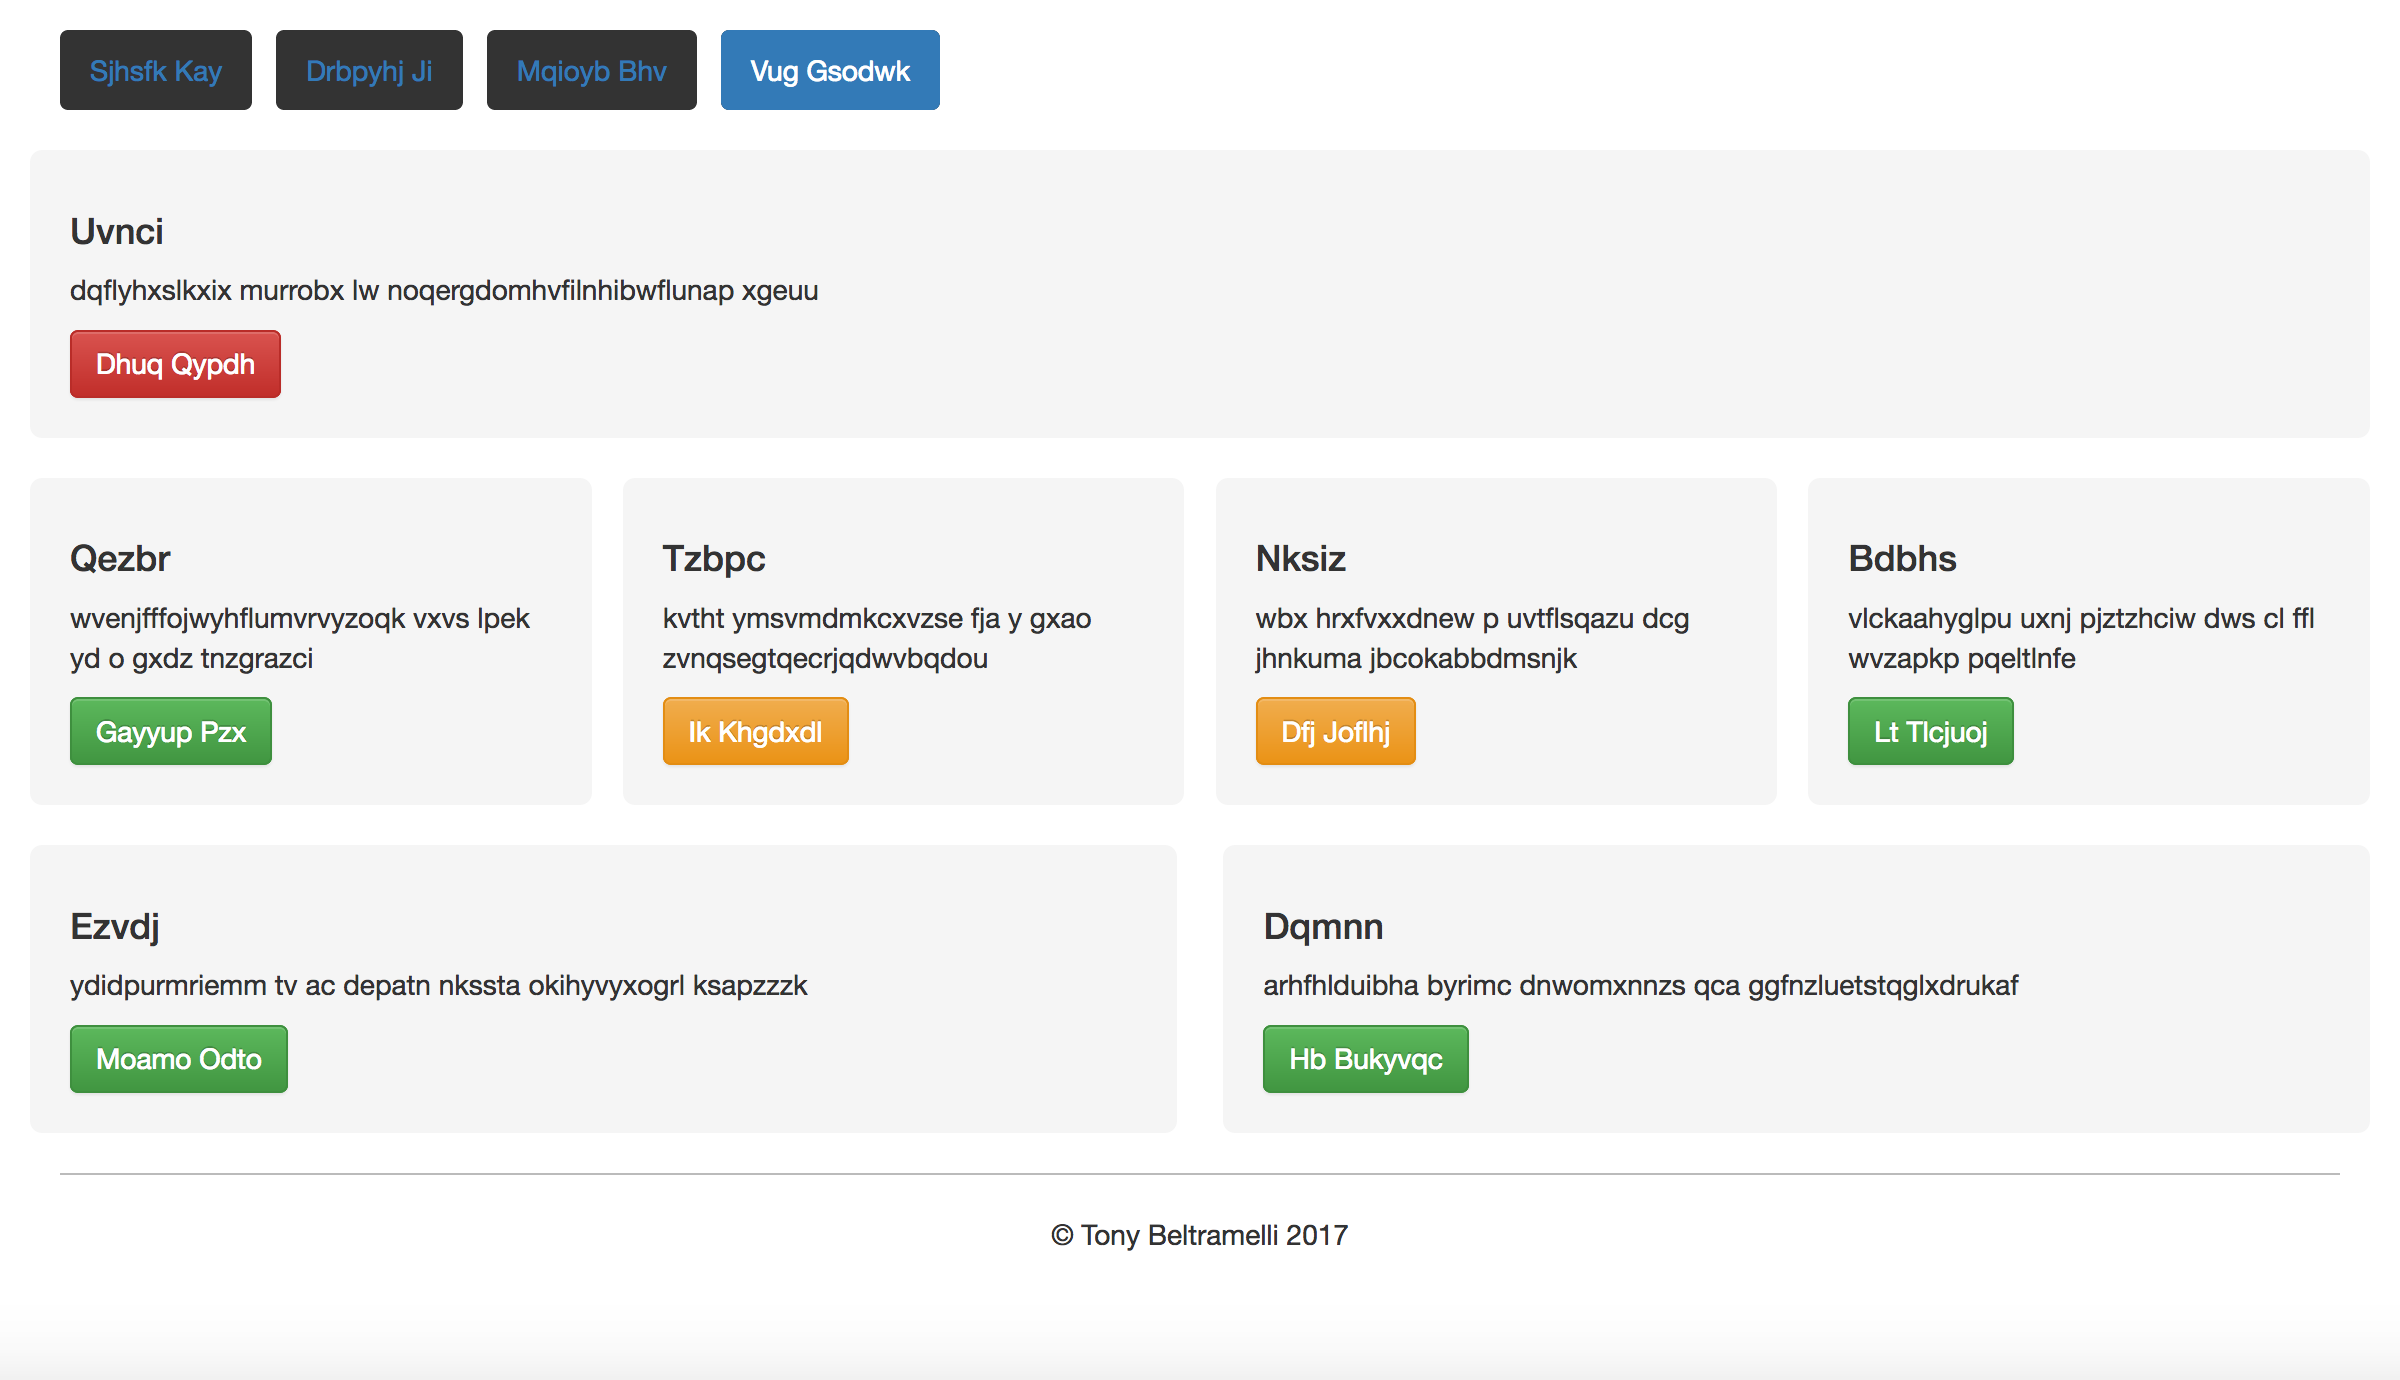 Sjhsfk Kay
Drbpyhj Ji
Mqioyb Bhv
Vug Gsodwk
Uvnci
dqflyhxslkxix murrobx lw noqergdomhvfilnhibwflunap xgeuu
Dhuq Qypdh
Qezbr
wvenjfffojwyhflumvrvyzoqk vxvs lpek
yd o gxdz tnzgrazci
Gayyup Pzx
Tzbpc
kvtht ymsvmdmkcxvzse fja y gxao
zvnqsegtqecrjqdwvbqdou
Ik Khgdxdl
Nksiz
wbx hrxfvxxdnew p uvtflsqazu dcg
jhnkuma jbcokabbdmsnjk
Dfj Joflhj
Bdbhs
vlckaahyglpu uxnj pjztzhciw dws cl ffl
wvzapkp pqeltlnfe
Lt Tlcjuoj
Ezvdj
ydidpurmriemm tv ac depatn nkssta okihyvyxogrl ksapzzzk
Moamo Odto
Dqmnn
arhfhlduibha byrimc dnwomxnnzs qca ggfnzluetstqglxdrukaf
Hb Bukyvqc
© Tony Beltramelli 2017